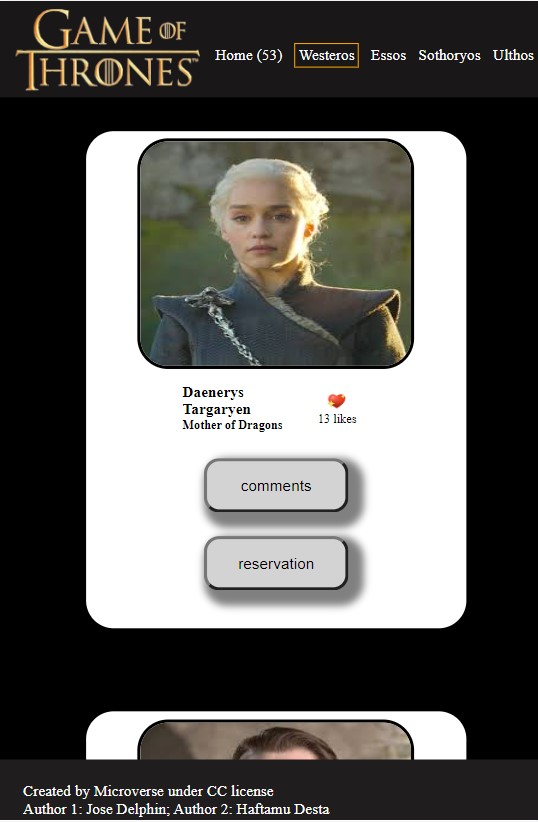 GAME OF
THRONES™
Home (53) Westeros Essos Sothoryos Ulthos
Daenerys
Targaryen
Mother of Dragons
13 likes
comments
reservation
Created by Microverse under CC license
Author 1: Jose Delphin; Author 2: Haftamu Desta